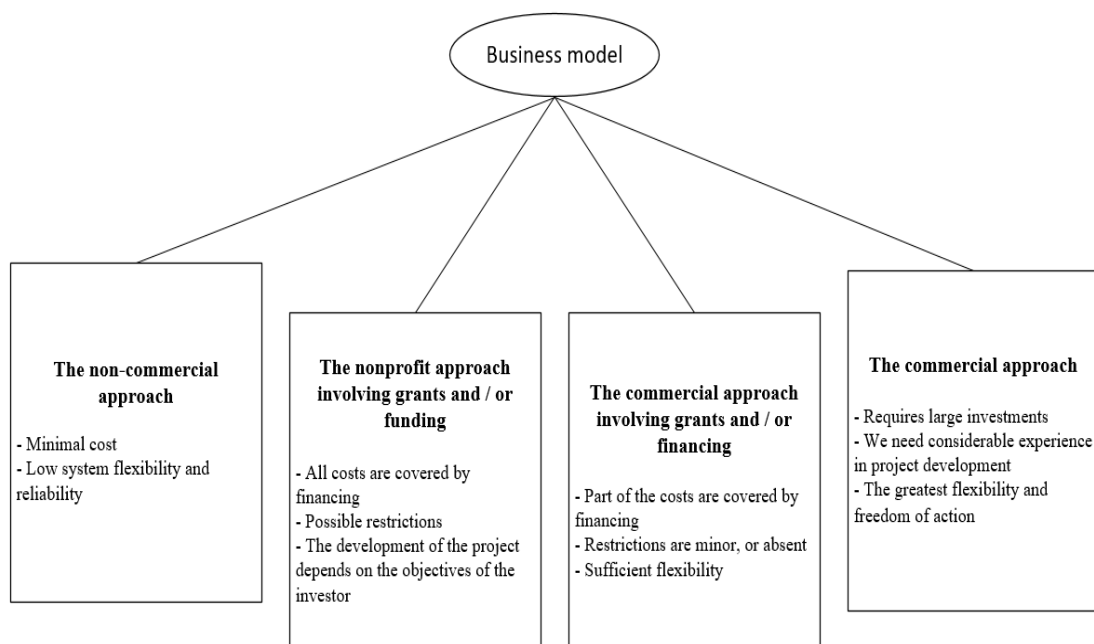 Business model
The non-commercial
approach
- Minimal cost
- Low system flexibility and
reliability
The nonprofit approach
involving grants and / or
funding
- All costs are covered by
financing
- Possible restrictions
- The development of the project
depends on the objectives of the
investor
The commercial approach
involving grants and / or
financing
- Part of the costs are covered by
financing
- Restrictions are minor, or absent
- Sufficient flexibility
The commercial approach
- Requires large investments
- We need considerable experience
in project development
- The greatest flexibility and
freedom of action